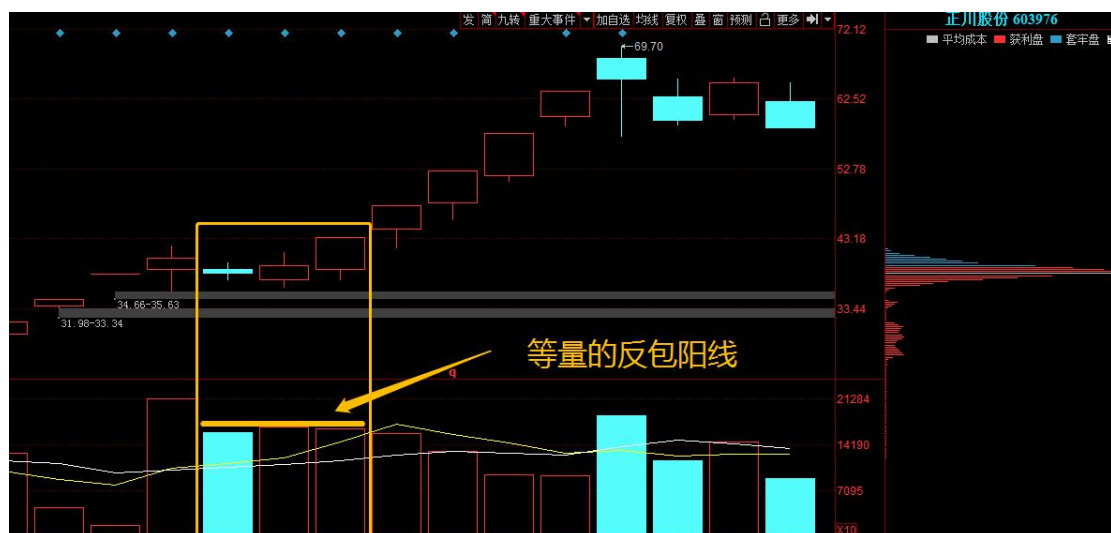 发 简 九转 重大事件 加自选 均线 复权 叠 窗 预测 更多
正川股份 603976
平均成本 获利盘 套牢盘
72.12
69.70
62.52
52.78
43.18
34.66-35.63
33.44
31.98-33.34
等量的反包阳线
q
21284
14190
7095
X10